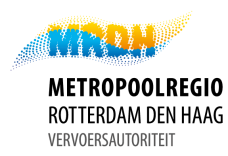 MRDH
METROPOOLREGIO
ROTTERDAM DEN HAAG
VERVOERSAUTORITEIT